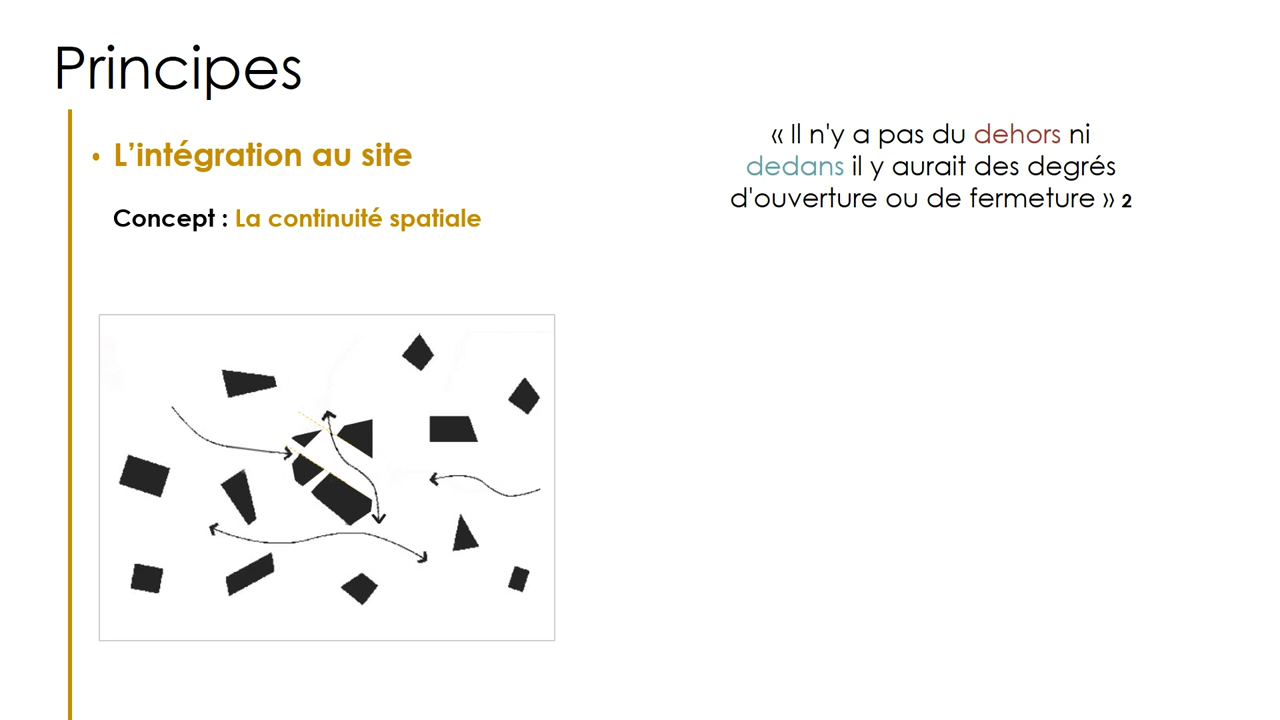 Principes
• L’intégration au site
Concept : La continuité spatiale
« Il n'y a pas du dehors ni
dedans il y aurait des degrés
d'ouverture ou de fermeture » 2